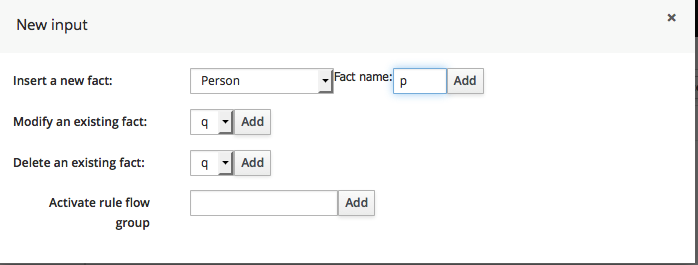 New input ×
Insert a new fact: Person Fact name: p Add
Modify an existing fact: q Add
Delete an existing fact: q Add
Activate rule flow Add
group